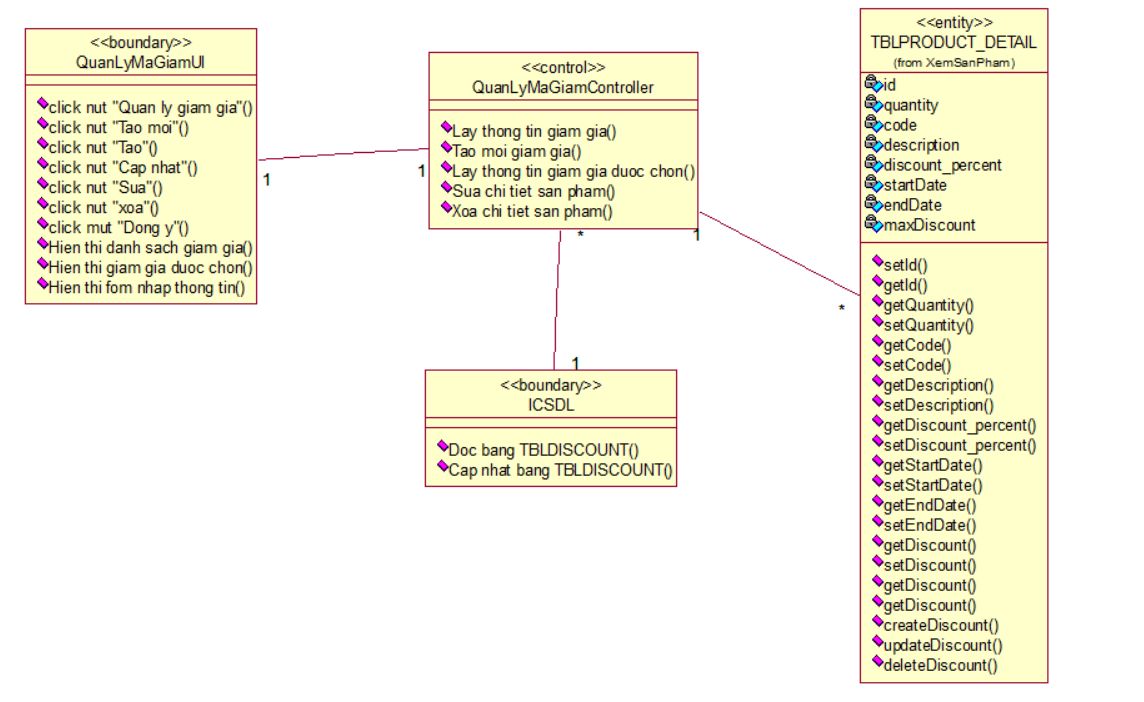 <<boundary>>
QuanLyMaGiamUI
click nut "Quan ly giam gia"()
click nut "Tao moi"()
click nut "Tao"()
click nut "Cap nhat"()
click nut "Sua"()
click nut "xoa"()
click mut "Dong y"()
Hien thi danh sach giam gia()
Hien thi giam gia duoc chon()
Hien thi fom nhap thong tin()
1
1
<<control>>
QuanLyMaGiamController
Lay thong tin giam gia()
Tao moi giam gia()
Lay thong tin giam gia duoc chon()
Sua chi tiet san pham()
Xoa chi tiet san pham()
*
1
1
*
<<boundary>>
ICSDL
Doc bang TBLDISCOUNT()
Cap nhat bang TBLDISCOUNT()
<<entity>>
TBLPRODUCT_DETAIL
(from XemSanPham)
id
quantity
code
description
discount_percent
startDate
endDate
maxDiscount
setId()
getId()
getQuantity()
setQuantity()
getCode()
setCode()
getDescription()
setDescription()
getDiscount_percent()
setDiscount_percent()
getStartDate()
setStartDate()
getEndDate()
setEndDate()
getDiscount()
setDiscount()
getDiscount()
getDiscount()
createDiscount()
updateDiscount()
deleteDiscount()